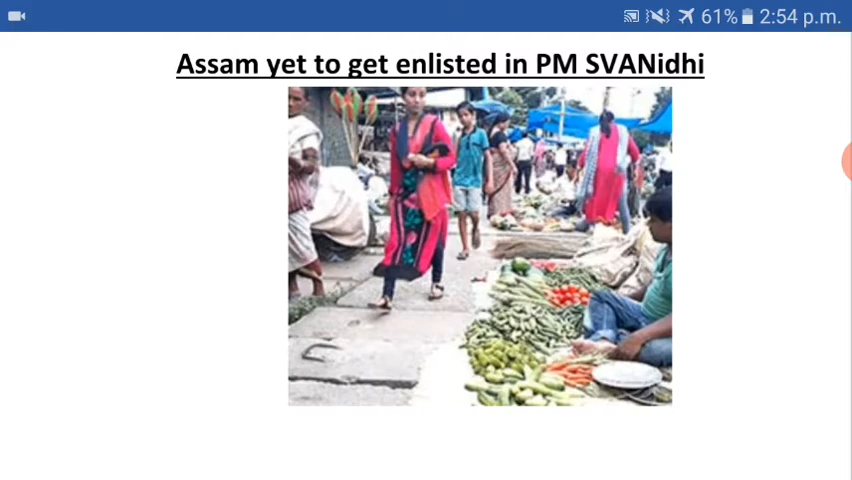 61% 2:54 p.m.
Assam yet to get enlisted in PM SVANidhi